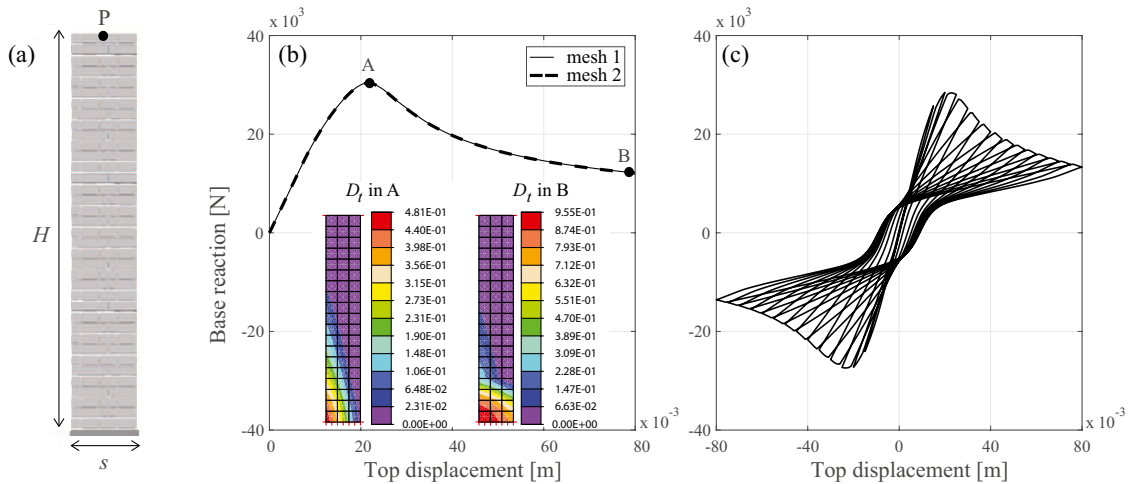 (a)
P
H
s
x 10⁻³
(b)
40
20
0
-20
-40
Base reaction [N]
mesh 1
mesh 2
A
B
Dₜ in A
4.81E-01
4.40E-01
3.98E-01
3.56E-01
3.15E-01
2.73E-01
2.31E-01
1.90E-01
1.48E-01
1.06E-01
6.48E-02
2.31E-02
0.00E+00
Dₜ in B
9.55E-01
8.74E-01
7.93E-01
7.12E-01
6.32E-01
5.51E-01
4.70E-01
3.89E-01
3.09E-01
2.28E-01
1.47E-01
6.63E-02
0.00E+00
0 20 40 60 80
x 10⁻³
Top displacement [m]
x 10³
(c)
40
20
0
-20
-40
-80 -40 0 40 80
x 10⁻³
Top displacement [m]